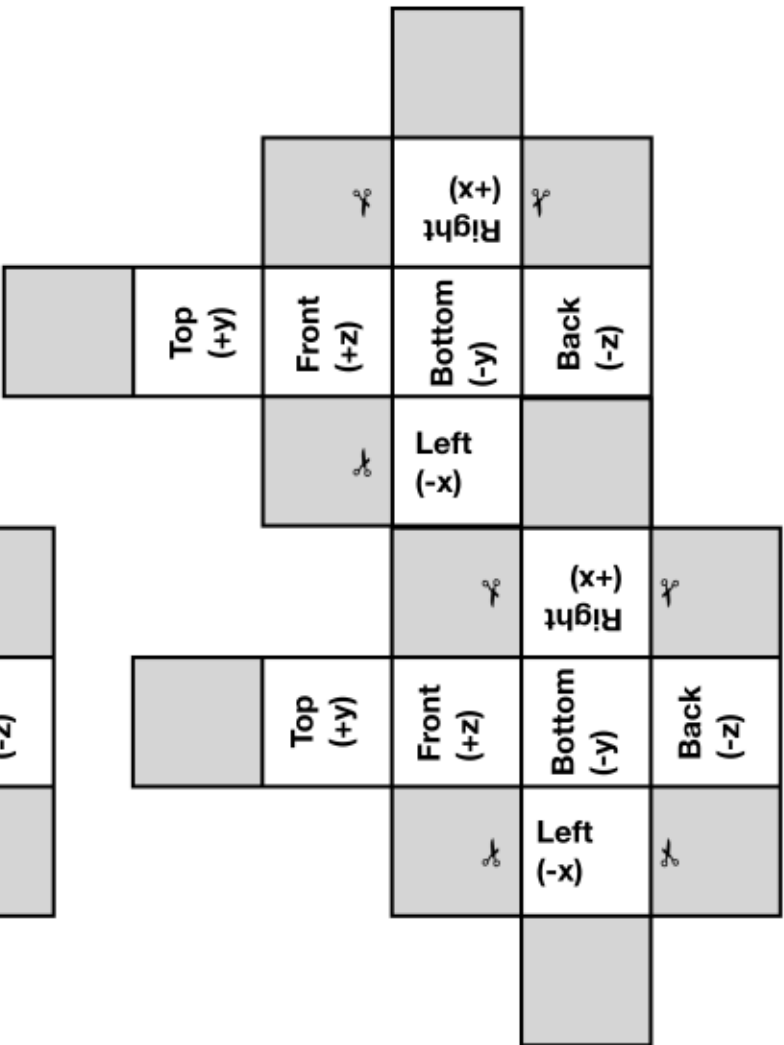 Right
(+x)
Top
(+y)
Front
(+z)
Bottom
(-y)
Back
(-z)
Left
(-x)
Right
(+x)
(-z)
Top
(+y)
Front
(+z)
Bottom
(-y)
Back
(-z)
Left
(-x)